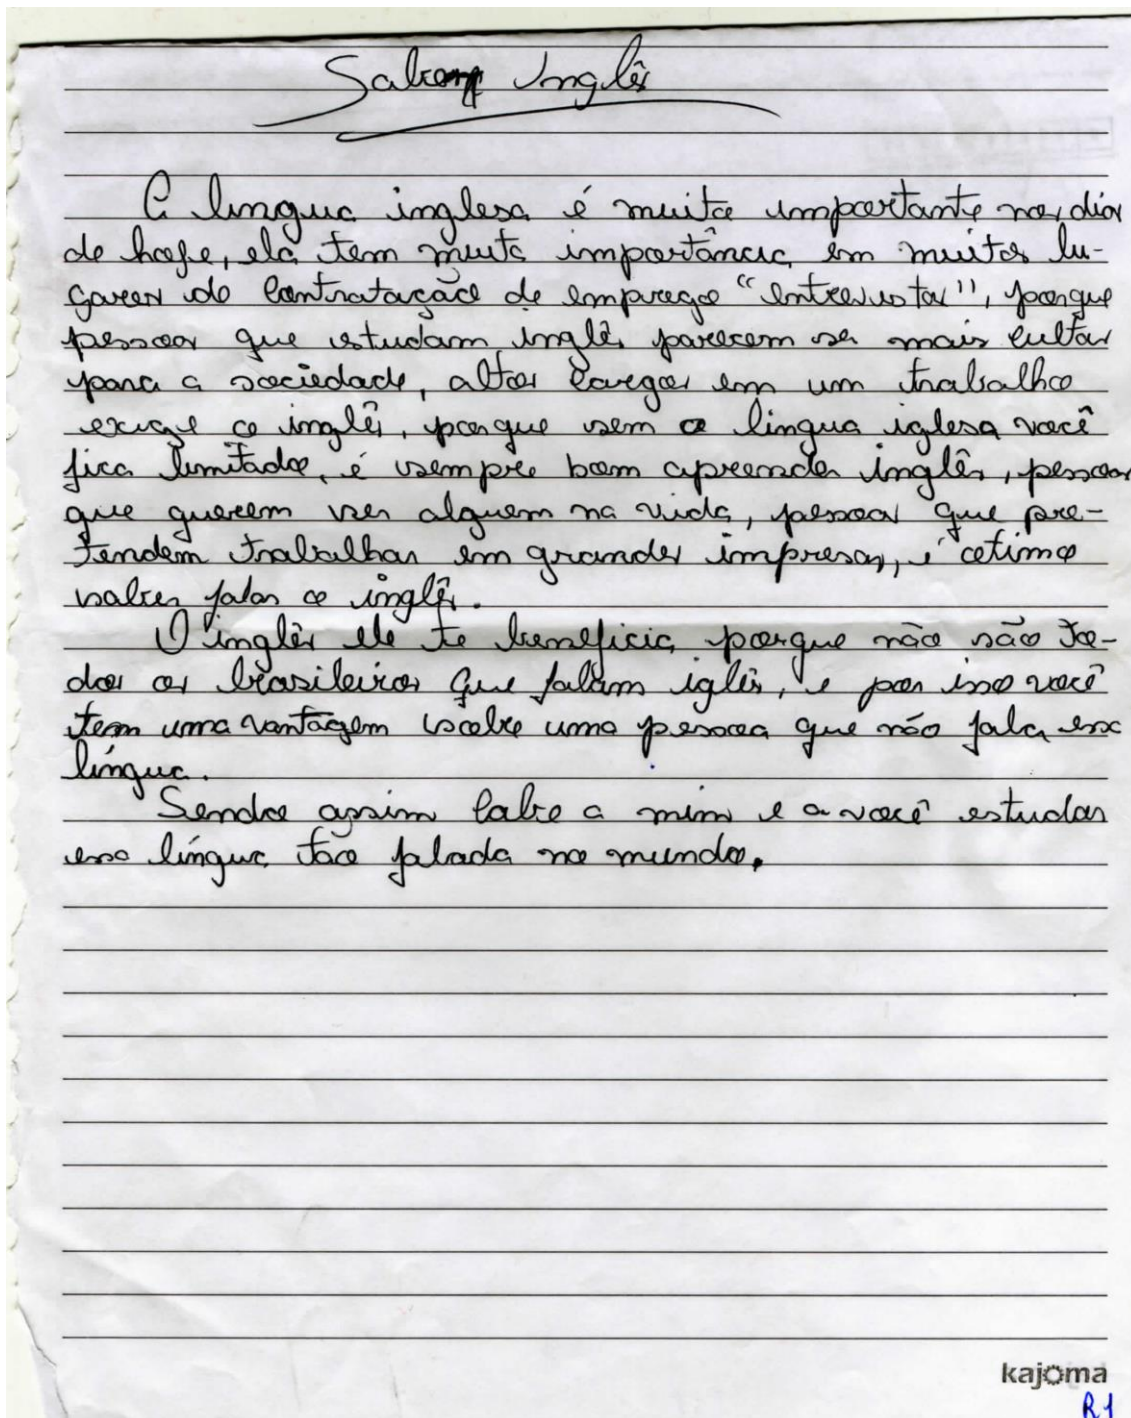 Saber Inglês
A lingua inglesa é muito importante nos dias
de hoje, ela tem muita importância em muitos lu-
gares de contratação de emprego "entrevistas", porque
pessoas que estudam inglês parecem ser mais cultas
para a sociedade, altos cargos em um trabalho
exige o inglês, porque sem a lingua iglesa você
fica limitado, é sempre bom aprender inglês, pessoas
que querem ser alguem na vida, pessoas que pre-
tendem trabalhar em grandes impresas, é otimo
saber falar o inglês.
O inglês ele te beneficia porque não são to-
dos os brasileiros que falam iglês, e por isso você
tem uma vantagem sobre uma pessoa que não fala essa
língua.
Sendo assim cabe a mim e a você estudar
essa língua tão falada no mundo.
kajoma
R1